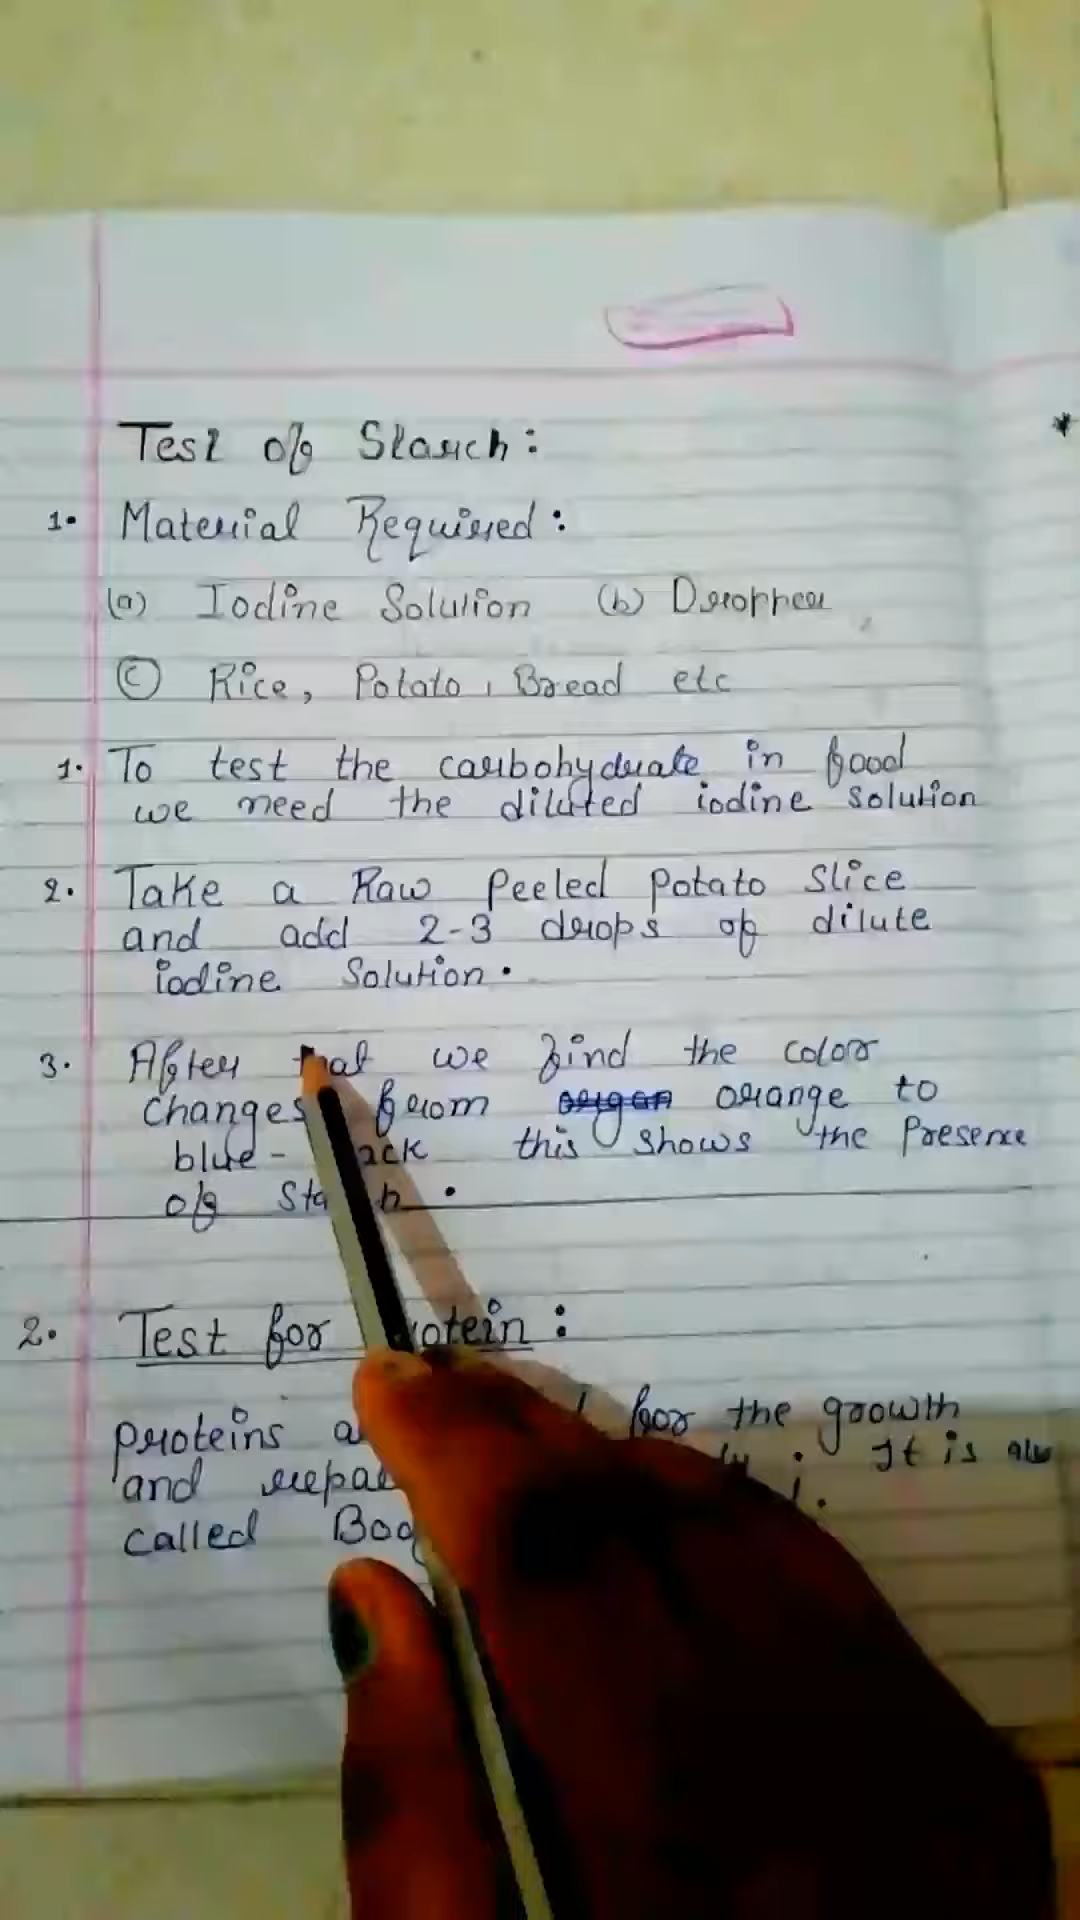 Test of Starch:
1. Material Required:
(a) Iodine Solution (b) Dropper
(c) Rice, Potato, Bread etc
1. To test the carbohydrate in food
we need the diluted iodine solution
2. Take a Raw Peeled Potato Slice
and add 2-3 drops of dilute
iodine Solution.
3. After that we find the color
changes from orange to
blue- this shows the Presence
of
2. Test for Protein:
proteins for the growth
and It is also
called